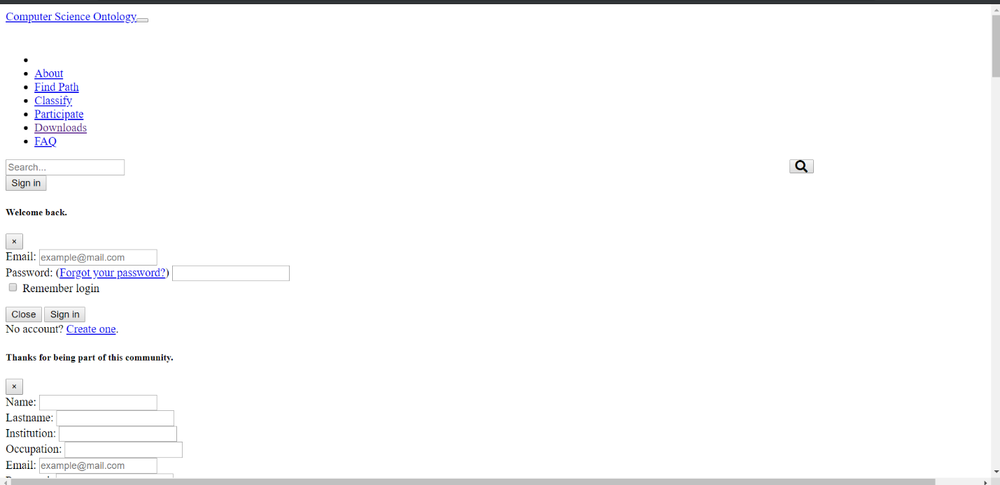 Computer Science Ontology
About
Find Path
Classify
Participate
Downloads
FAQ
Search...
Sign in
Welcome back.
×
Email: example@mail.com
Password: (Forgot your password?)
Remember login
Close Sign in
No account? Create one.
Thanks for being part of this community.
×
Name:
Lastname:
Institution:
Occupation:
Email: example@mail.com